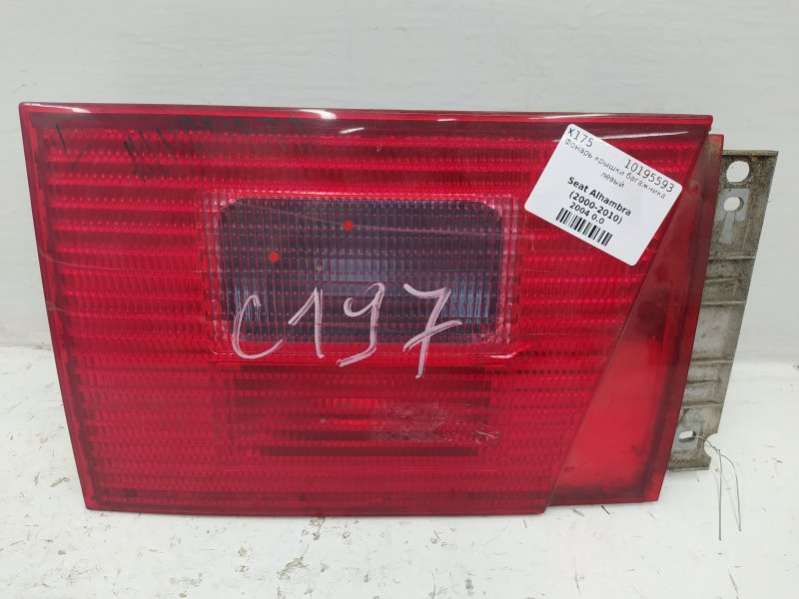 X175 10195593
Фонарь крышки багажника
левый
Seat Alhambra
(2000-2010)
2004 0.0
C197